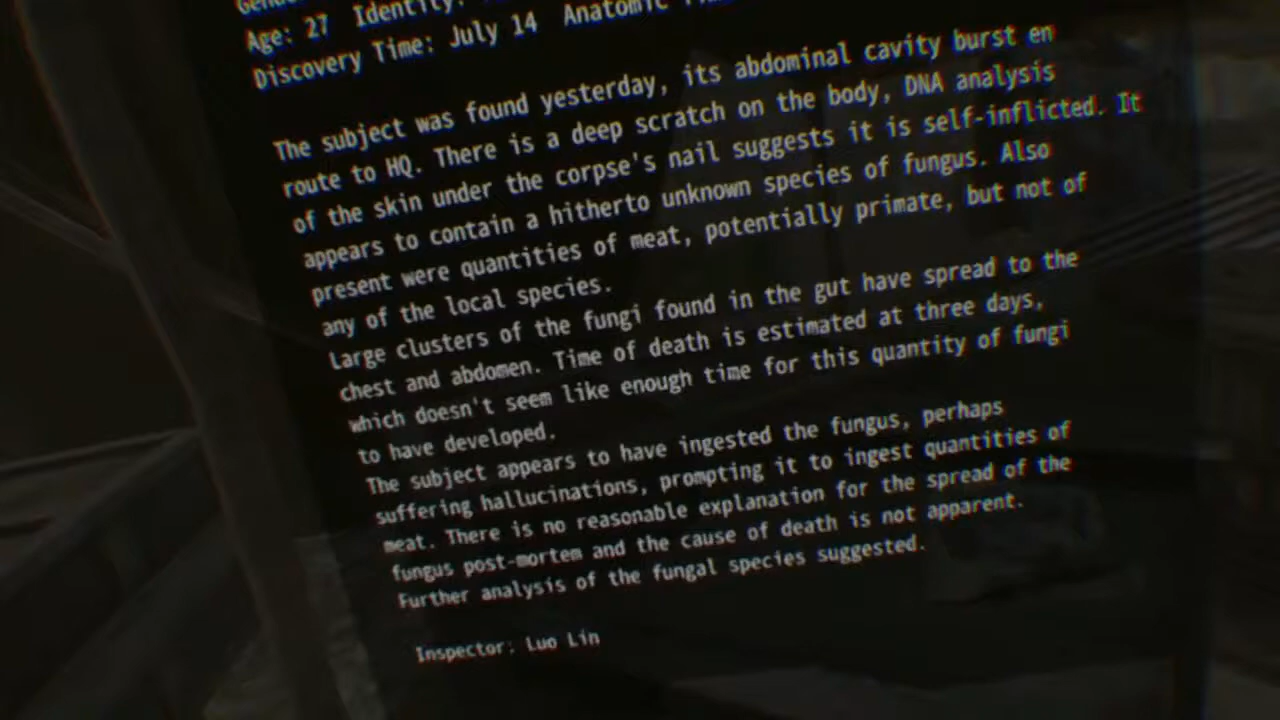 Age: 27 Identity:
Discovery Time: July 14 Anatomic
The subject was found yesterday, its abdominal cavity burst en
route to HQ. There is a deep scratch on the body, DNA analysis
of the skin under the corpse's nail suggests it is self-inflicted. It
appears to contain a hitherto unknown species of fungus. Also
present were quantities of meat, potentially primate, but not of
any of the local species.
Large clusters of the fungi found in the gut have spread to the
chest and abdomen. Time of death is estimated at three days,
which doesn't seem like enough time for this quantity of fungi
to have developed.
The subject appears to have ingested the fungus, perhaps
suffering hallucinations, prompting it to ingest quantities of
meat. There is no reasonable explanation for the spread of the
fungus post-mortem and the cause of death is not apparent.
Further analysis of the fungal species suggested.
Inspector: Luo Lin